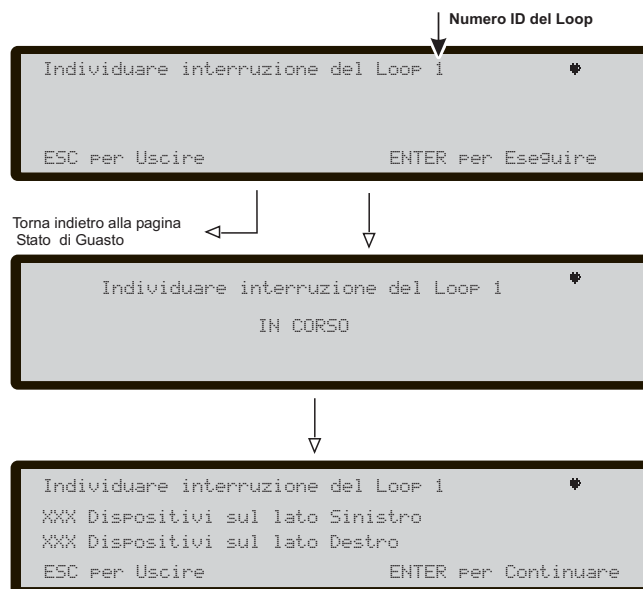 Numero ID del Loop
Individuare interruzione del Loop 1
ESC per Uscire ENTER per Eseguire
Torna indietro alla pagina
Stato di Guasto
Individuare interruzione del Loop 1
IN CORSO
Individuare interruzione del Loop 1
XXX Dispositivi sul lato Sinistro
XXX Dispositivi sul lato Destro
ESC per Uscire ENTER per Continuare